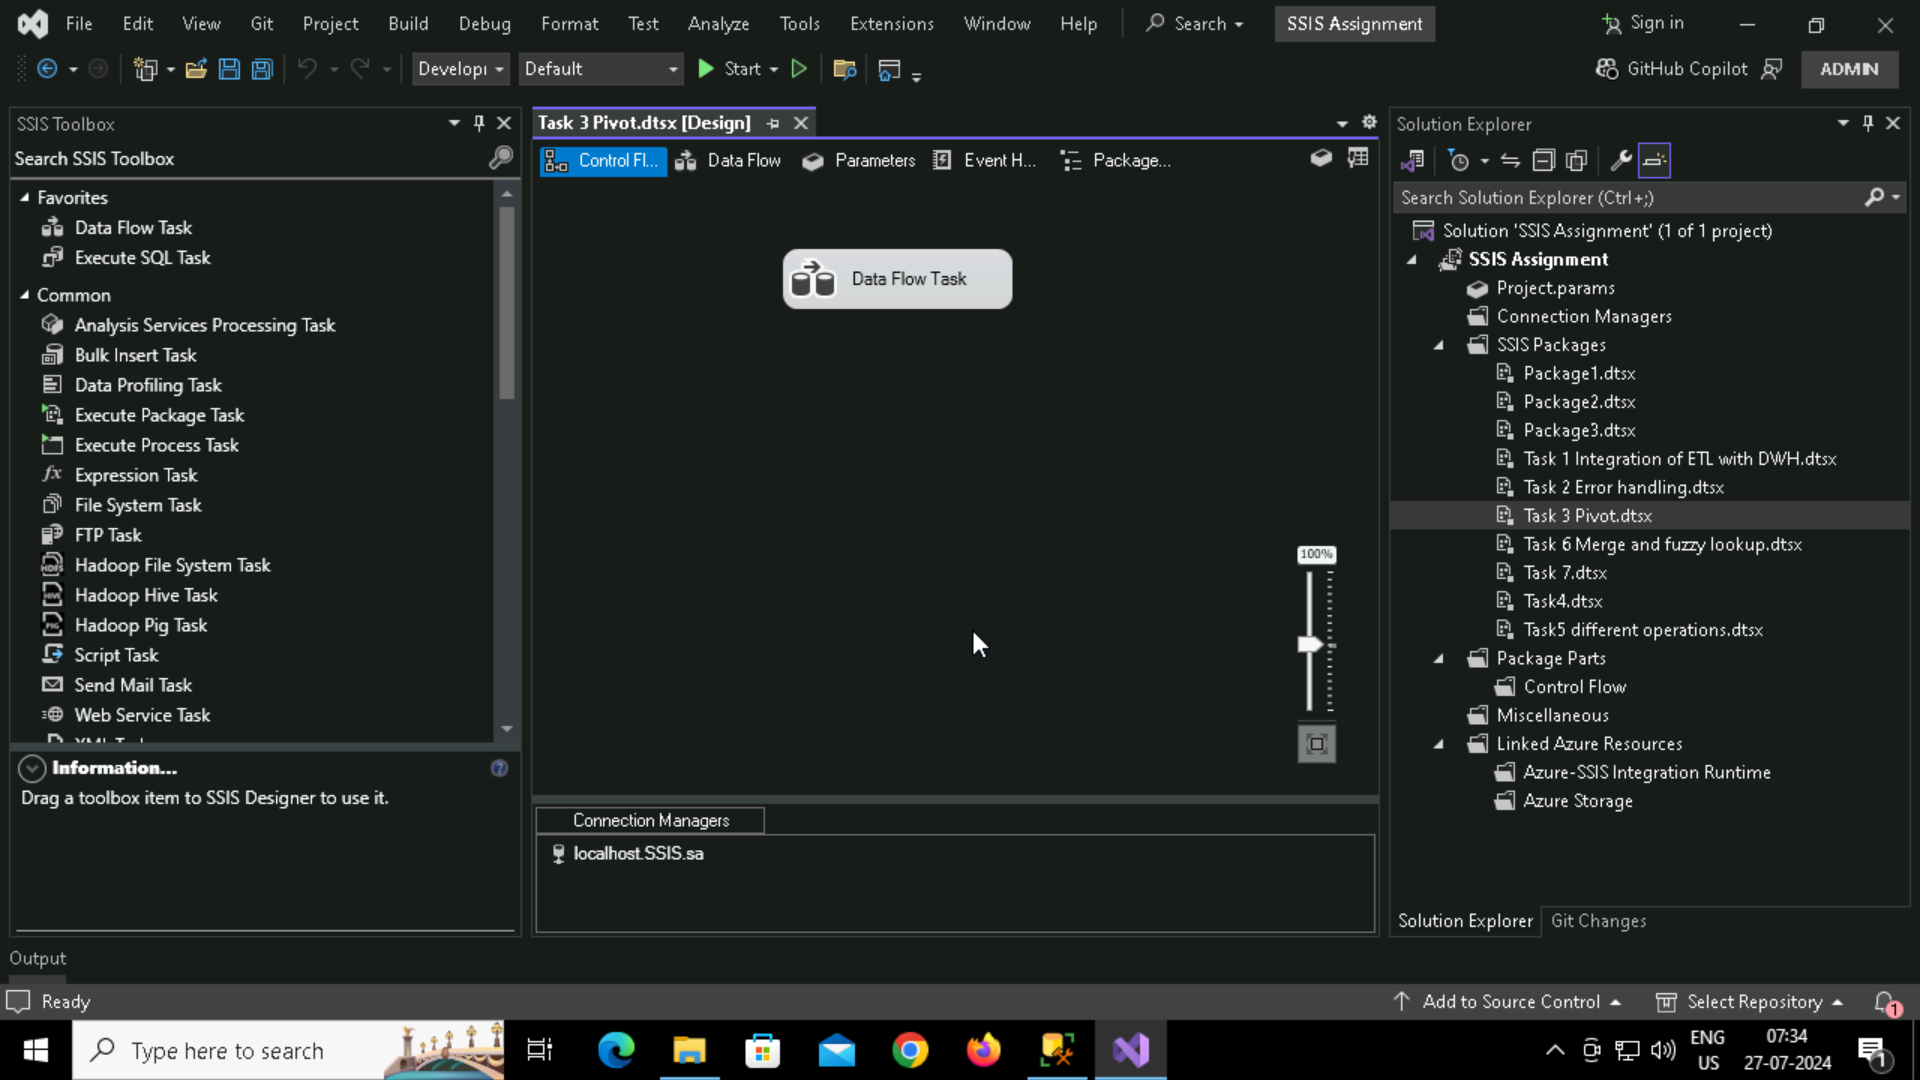 File Edit View Git Project Build Debug Format Test Analyze Tools Extensions Window Help Search SSIS Assignment Sign in
Developi Default Start GitHub Copilot ADMIN
SSIS Toolbox
Search SSIS Toolbox
Favorites
Data Flow Task
Execute SQL Task
Common
Analysis Services Processing Task
Bulk Insert Task
Data Profiling Task
Execute Package Task
Execute Process Task
Expression Task
File System Task
FTP Task
Hadoop File System Task
Hadoop Hive Task
Hadoop Pig Task
Script Task
Send Mail Task
Web Service Task
Information...
Drag a toolbox item to SSIS Designer to use it.
Task 3 Pivot.dtsx [Design]
Control Fl... Data Flow Parameters Event H... Package...
Data Flow Task
100%
Connection Managers
localhost.SSIS.sa
Solution Explorer
Search Solution Explorer (Ctrl+;)
Solution 'SSIS Assignment' (1 of 1 project)
SSIS Assignment
Project.params
Connection Managers
SSIS Packages
Package1.dtsx
Package2.dtsx
Package3.dtsx
Task 1 Integration of ETL with DWH.dtsx
Task 2 Error handling.dtsx
Task 3 Pivot.dtsx
Task 6 Merge and fuzzy lookup.dtsx
Task 7.dtsx
Task4.dtsx
Task5 different operations.dtsx
Package Parts
Control Flow
Miscellaneous
Linked Azure Resources
Azure-SSIS Integration Runtime
Azure Storage
Solution Explorer Git Changes
Output
Ready Add to Source Control Select Repository 1
Type here to search
ENG
US
07:34
27-07-2024
1